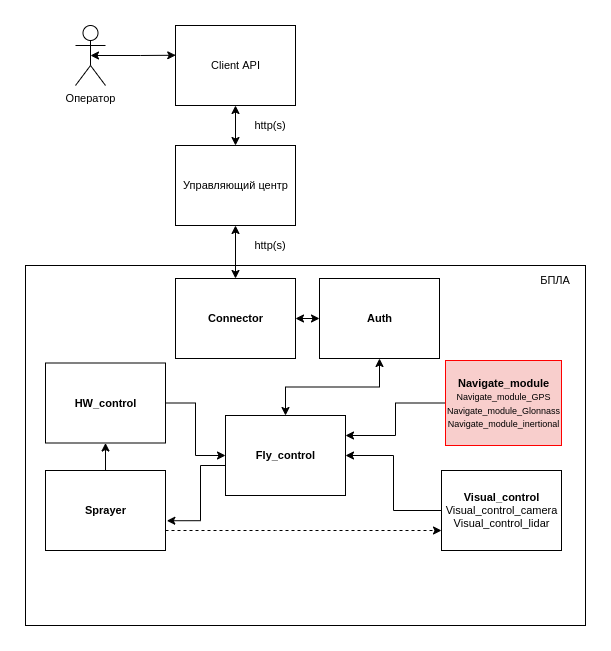 Client API
Оператор
http(s)
Управляющий центр
http(s)
БПЛА
Connector
Auth
HW_control
Navigate_module
Navigate_module_GPS
Navigate_module_Glonnass
Navigate_module_inertional
Fly_control
Sprayer
Visual_control
Visual_control_camera
Visual_control_lidar